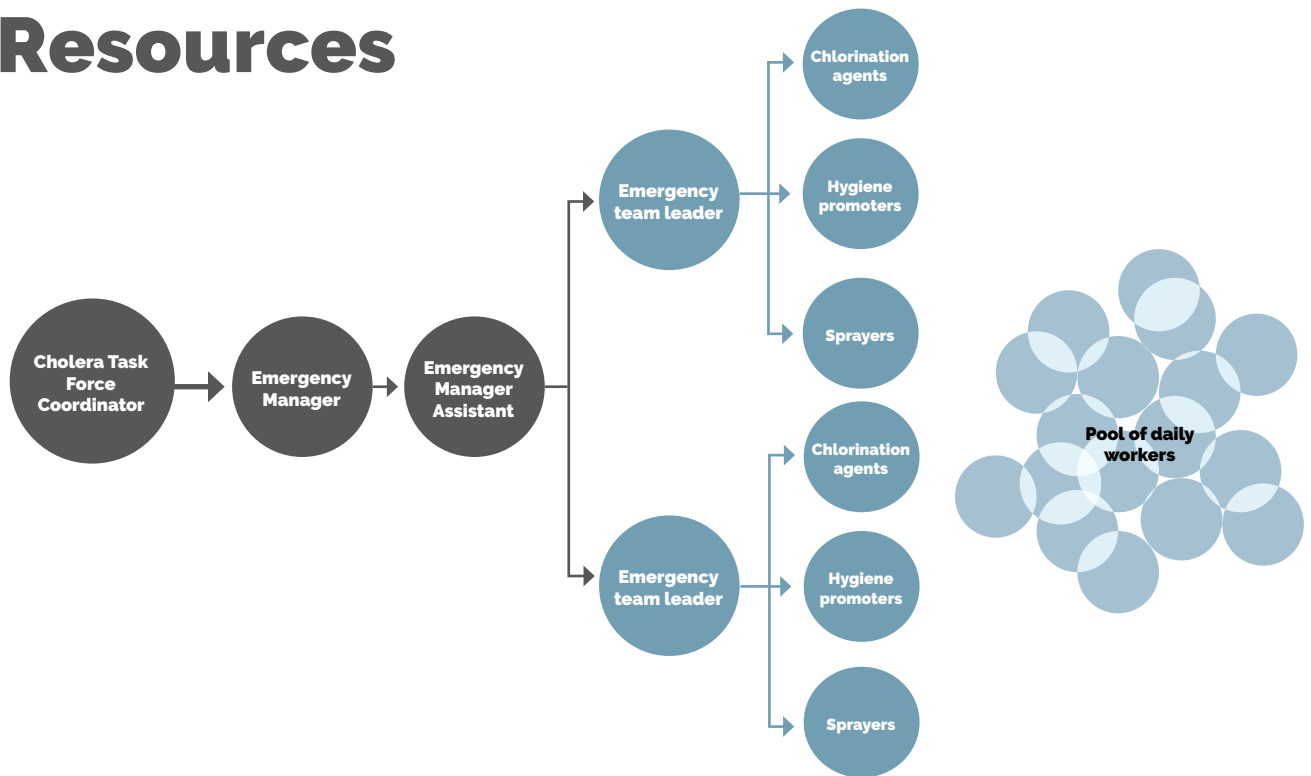 Resources
Cholera Task
Force
Coordinator
Emergency
Manager
Emergency
Manager
Assistant
Emergency
team leader
Chlorination
agents
Hygiene
promoters
Sprayers
Emergency
team leader
Chlorination
agents
Hygiene
promoters
Sprayers
Pool of daily
workers